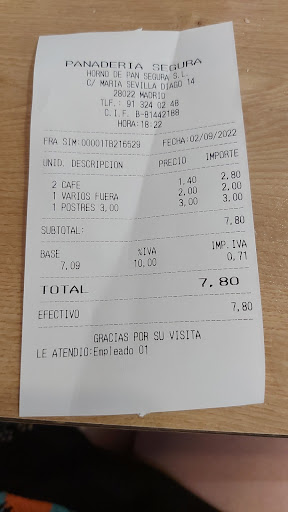 PANADERIA SEGURA
HORNO DE PAN SEGURA S.L.
C/ MARIA SEVILLA DIAGO 14
28022 MADRID
TLF.: 91 324 02 48
C.I.F. B-81442188
HORA:18:22
FRA SIM:00001TB216529 FECHA:02/09/2022
UNID. DESCRIPCION PRECIO IMPORTE
2 CAFE 1,40 2,80
1 VARIOS FUERA 2,00 2,00
1 POSTRES 3,00 3,00 3,00
SUBTOTAL: 7,80
BASE %IVA IMP.IVA
7,09 10,00 0,71
TOTAL 7,80
EFECTIVO 7,80
GRACIAS POR SU VISITA
LE ATENDIO:Empleado 01